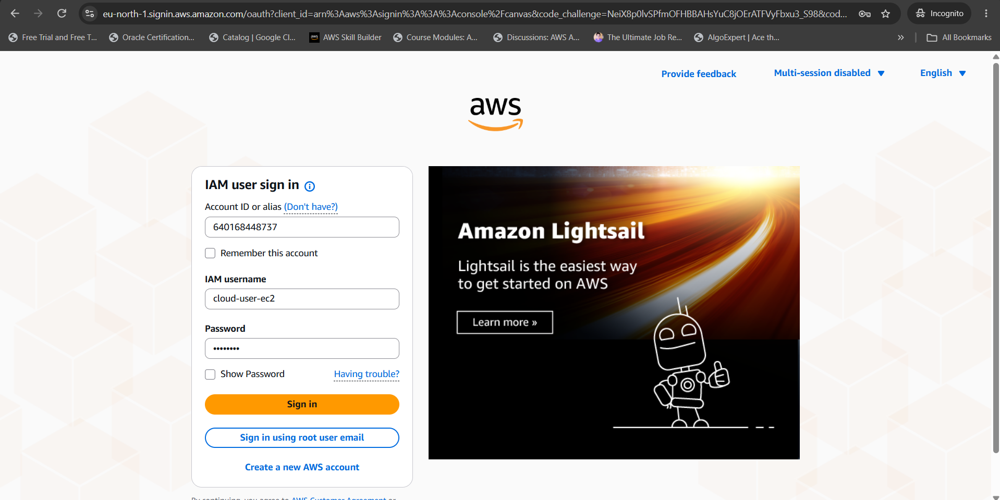 eu-north-1.signin.aws.amazon.com/oauth?client_id=arn%3Aaws%3Asignin%3A%3A%3Aconsole%2Fcanvas&code_challenge=NeiX8p0lvSPfmOFHBBAHsYuC8jOErATFVyFbxu3_S98&cod...
Incognito
Free Trial and Free T...
Oracle Certification...
Catalog | Google Cl...
aws
AWS Skill Builder
Course Modules: A...
Discussions: AWS A...
The Ultimate Job Re...
AlgoExpert | Ace th...
»
All Bookmarks
Provide feedback
Multi-session disabled
English
aws
IAM user sign in
Account ID or alias (Don't have?)
640168448737
Remember this account
IAM username
cloud-user-ec2
Password
••••••••
Show Password
Having trouble?
Sign in
Sign in using root user email
Create a new AWS account
By continuing, you agree to AWS Customer Agreement or
Amazon Lightsail
Lightsail is the easiest way
to get started on AWS
Learn more »